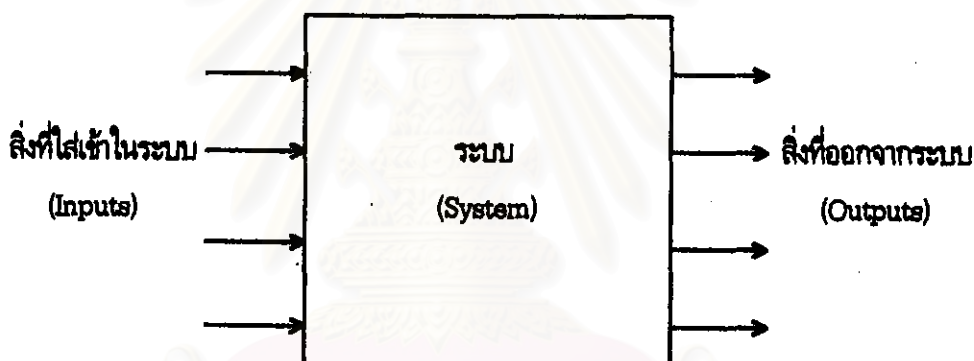 สิ่งที่ใส่เข้าในระบบ
(Inputs)
ระบบ
(System)
สิ่งที่ออกจากระบบ
(Outputs)